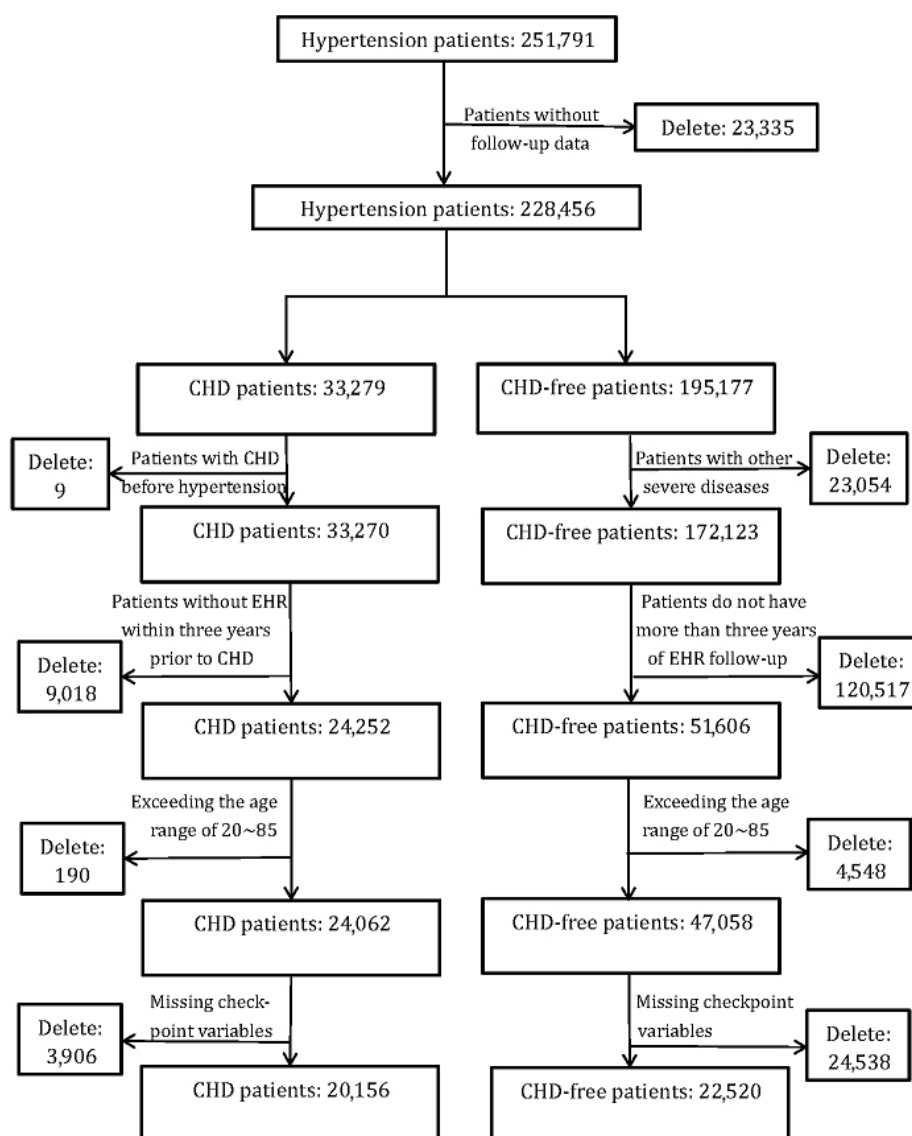 Hypertension patients: 251,791
Patients without
follow-up data
Delete: 23,335
Hypertension patients: 228,456
CHD patients: 33,279
CHD-free patients: 195,177
Delete:
9
Patients with CHD
before hypertension
Patients with other
severe diseases
Delete:
23,054
CHD patients: 33,270
CHD-free patients: 172,123
Patients without EHR
within three years
prior to CHD
Delete:
9,018
Patients do not have
more than three years
of EHR follow-up
Delete:
120,517
CHD patients: 24,252
CHD-free patients: 51,606
Exceeding the age
range of 20~85
Delete:
190
Exceeding the age
range of 20~85
Delete:
4,548
CHD patients: 24,062
CHD-free patients: 47,058
Missing check-
point variables
Delete:
3,906
Missing checkpoint
variables
Delete:
24,538
CHD patients: 20,156
CHD-free patients: 22,520